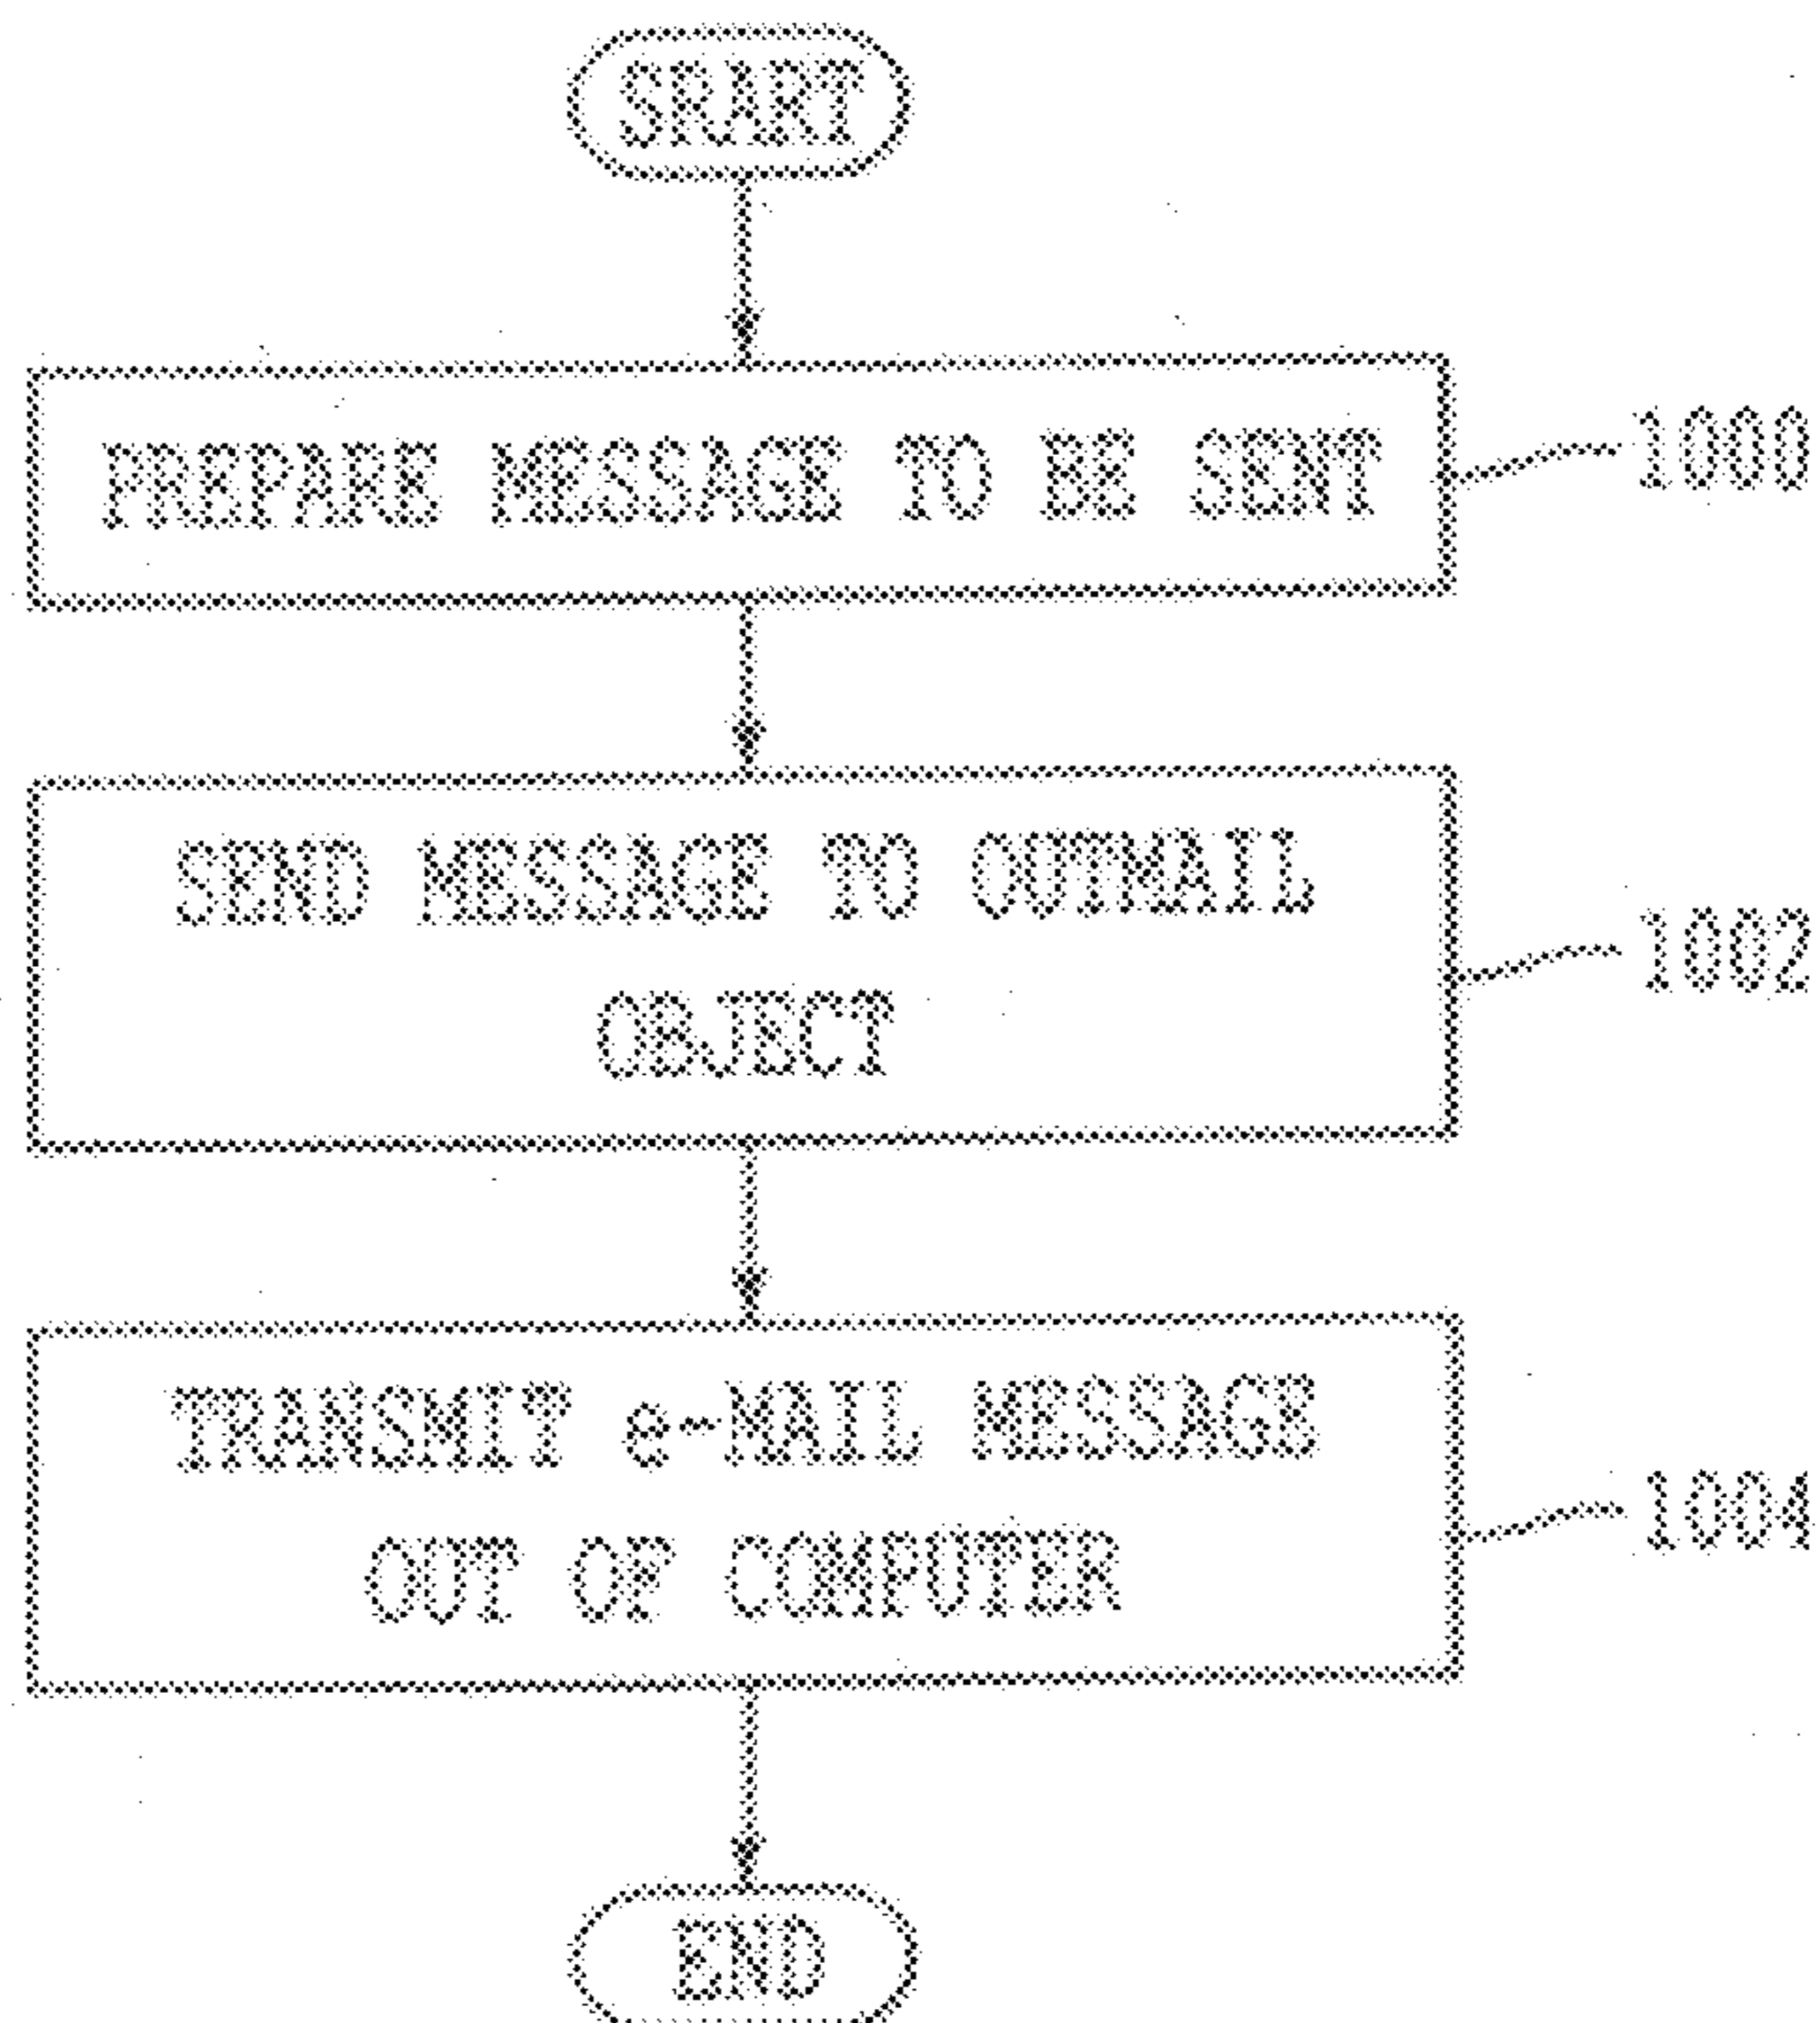 SRART
PREPARE MESSAGE TO BE SENT
1000
SEND MESSAGE TO OUTMAIL
OBJECT
1002
TRANSMIT e-MAIL MESSAGE
OUT OF COMPUTER
1004
END